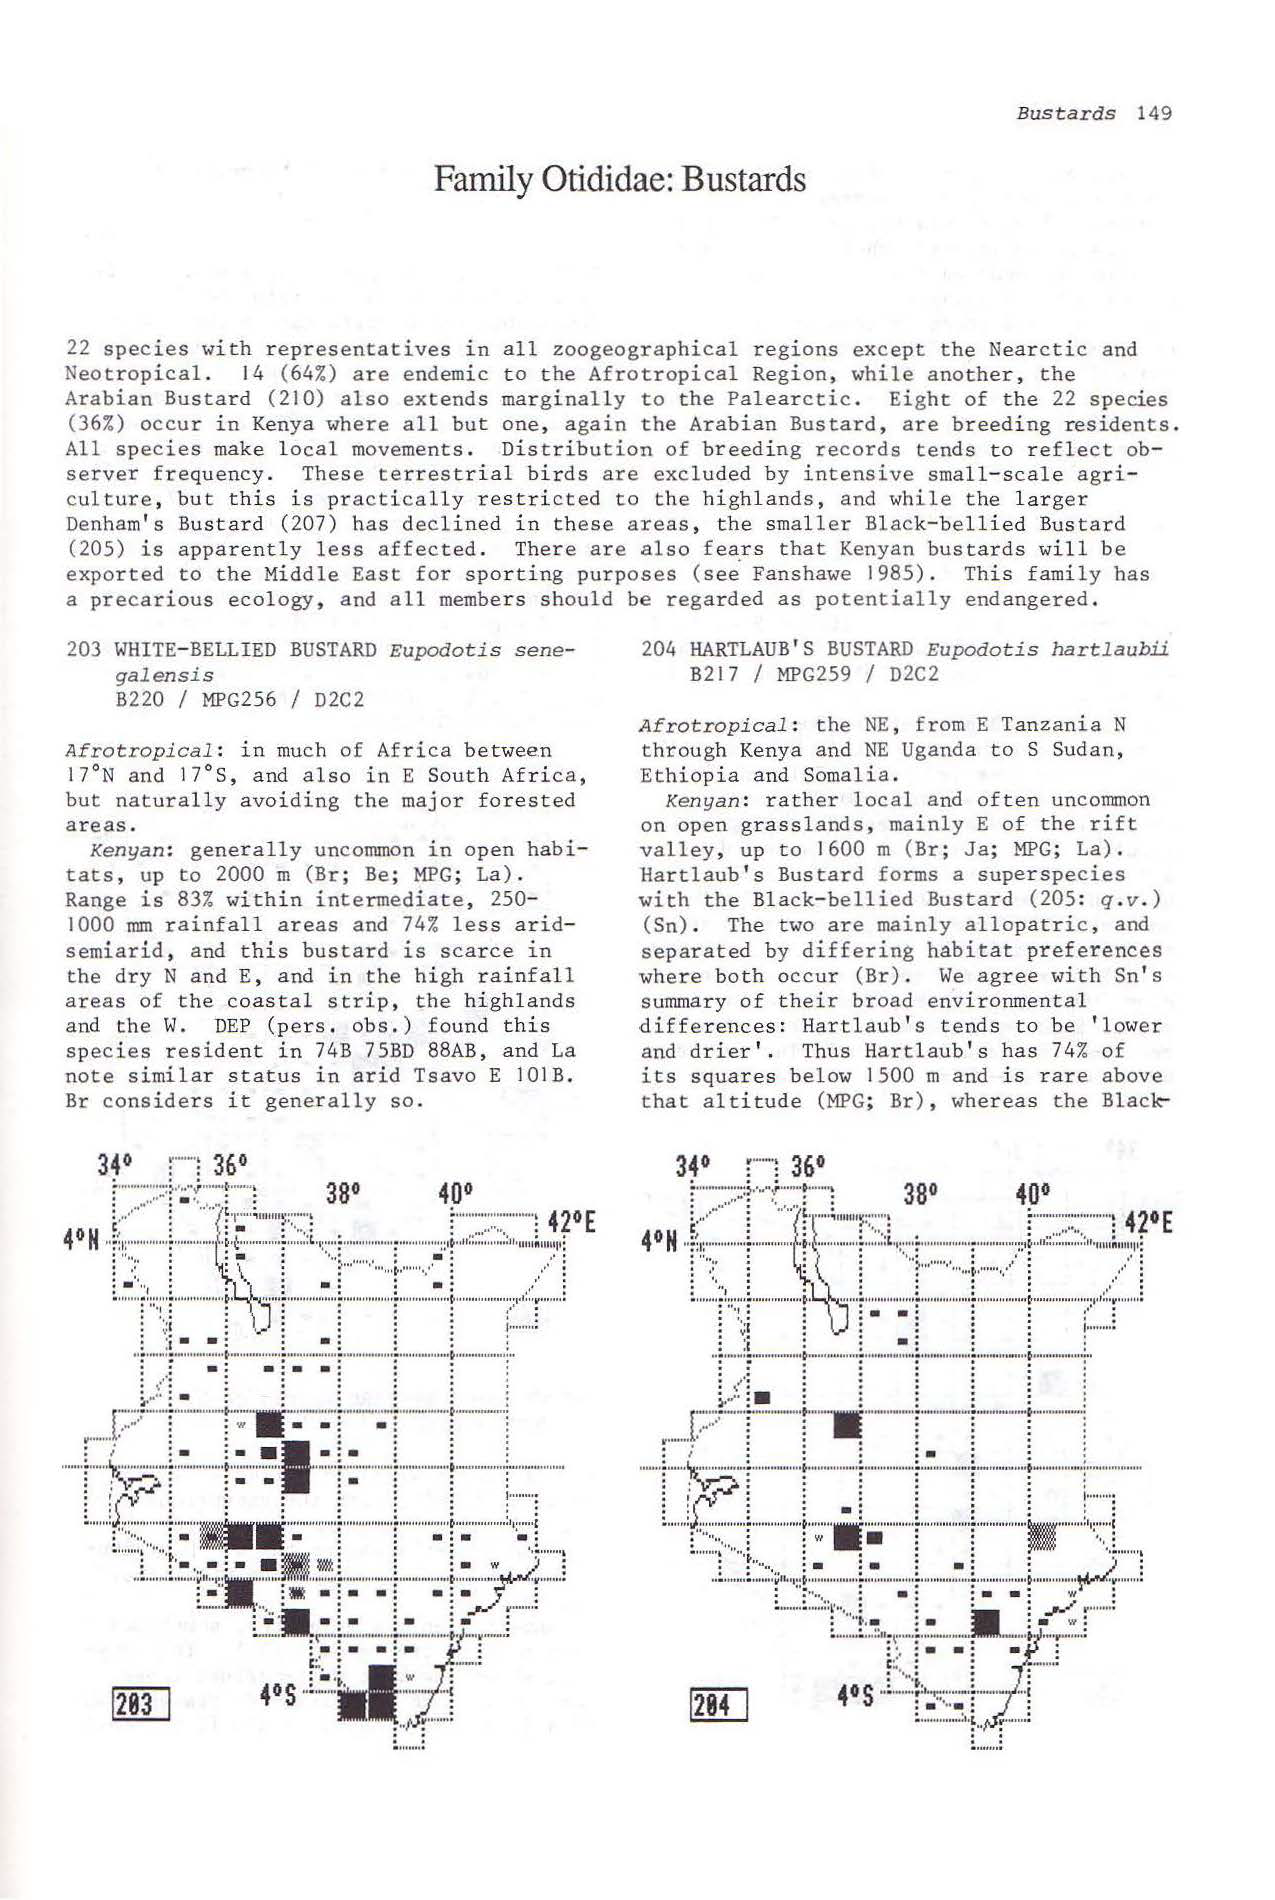 Bustards 149
Family Otididae: Bustards
22 species with representatives in all zoogeographical regions except the Nearctic and
Neotropical. 14 (64%) are endemic to the Afrotropical Region, while another, the
Arabian Bustard (210) also extends marginally to the Palearctic. Eight of the 22 species
(36%) occur in Kenya where all but one, again the Arabian Bustard, are breeding residents.
All species make local movements. Distribution of breeding records tends to reflect ob-
server frequency. These terrestrial birds are excluded by intensive small-scale agri-
culture, but this is practically restricted to the highlands, and while the larger
Denham's Bustard (207) has declined in these areas, the smaller Black-bellied Bustard
(205) is apparently less affected. There are also fears that Kenyan bustards will be
exported to the Middle East for sporting purposes (see Fanshawe 1985). This family has
a precarious ecology, and all members should be regarded as potentially endangered.
203 WHITE-BELLIED BUSTARD Eupodotis sene-
galensis
B220 / MPG256 / D2C2
Afrotropical: in much of Africa between
17°N and 17°S, and also in E South Africa,
but naturally avoiding the major forested
areas.
Kenyan: generally uncommon in open habi-
tats, up to 2000 m (Br; Be; MPG; La).
Range is 83% within intermediate, 250-
1000 mm rainfall areas and 74% less arid-
semiarid, and this bustard is scarce in
the dry N and E, and in the high rainfall
areas of the coastal strip, the highlands
and the W. DEP (pers. obs.) found this
species resident in 74B 75BD 88AB, and La
note similar status in arid Tsavo E 101B.
Br considers it generally so.
204 HARTLAUB'S BUSTARD Eupodotis hartlaubii
B217 / MPG259 / D2C2
Afrotropical: the NE, from E Tanzania N
through Kenya and NE Uganda to S Sudan,
Ethiopia and Somalia.
Kenyan: rather local and often uncommon
on open grasslands, mainly E of the rift
valley, up to 1600 m (Br; Ja; MPG; La).
Hartlaub's Bustard forms a superspecies
with the Black-bellied Bustard (205: q.v.)
(Sn). The two are mainly allopatric, and
separated by differing habitat preferences
where both occur (Br). We agree with Sn's
summary of their broad environmental
differences: Hartlaub's tends to be 'lower
and drier'. Thus Hartlaub's has 74% of
its squares below 1500 m and is rare above
that altitude (MPG; Br), whereas the Black-
34° 36°
38° 40°
4°N 42°E
w
w
w
203 4°S
34° 36°
38° 40°
4°N 42°E
w
w
w
204 4°S